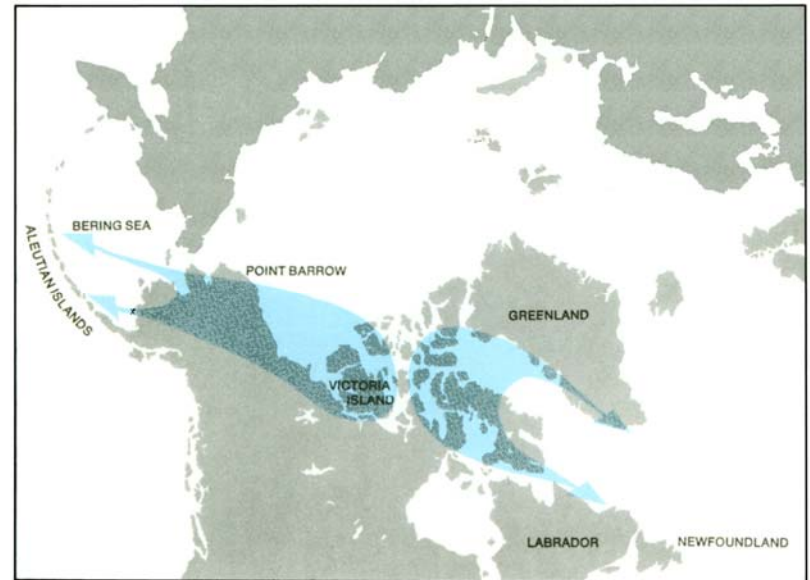 BERING SEA
ALEUTIAN ISLANDS
POINT BARROW
GREENLAND
VICTORIA
ISLAND
LABRADOR
NEWFOUNDLAND
x